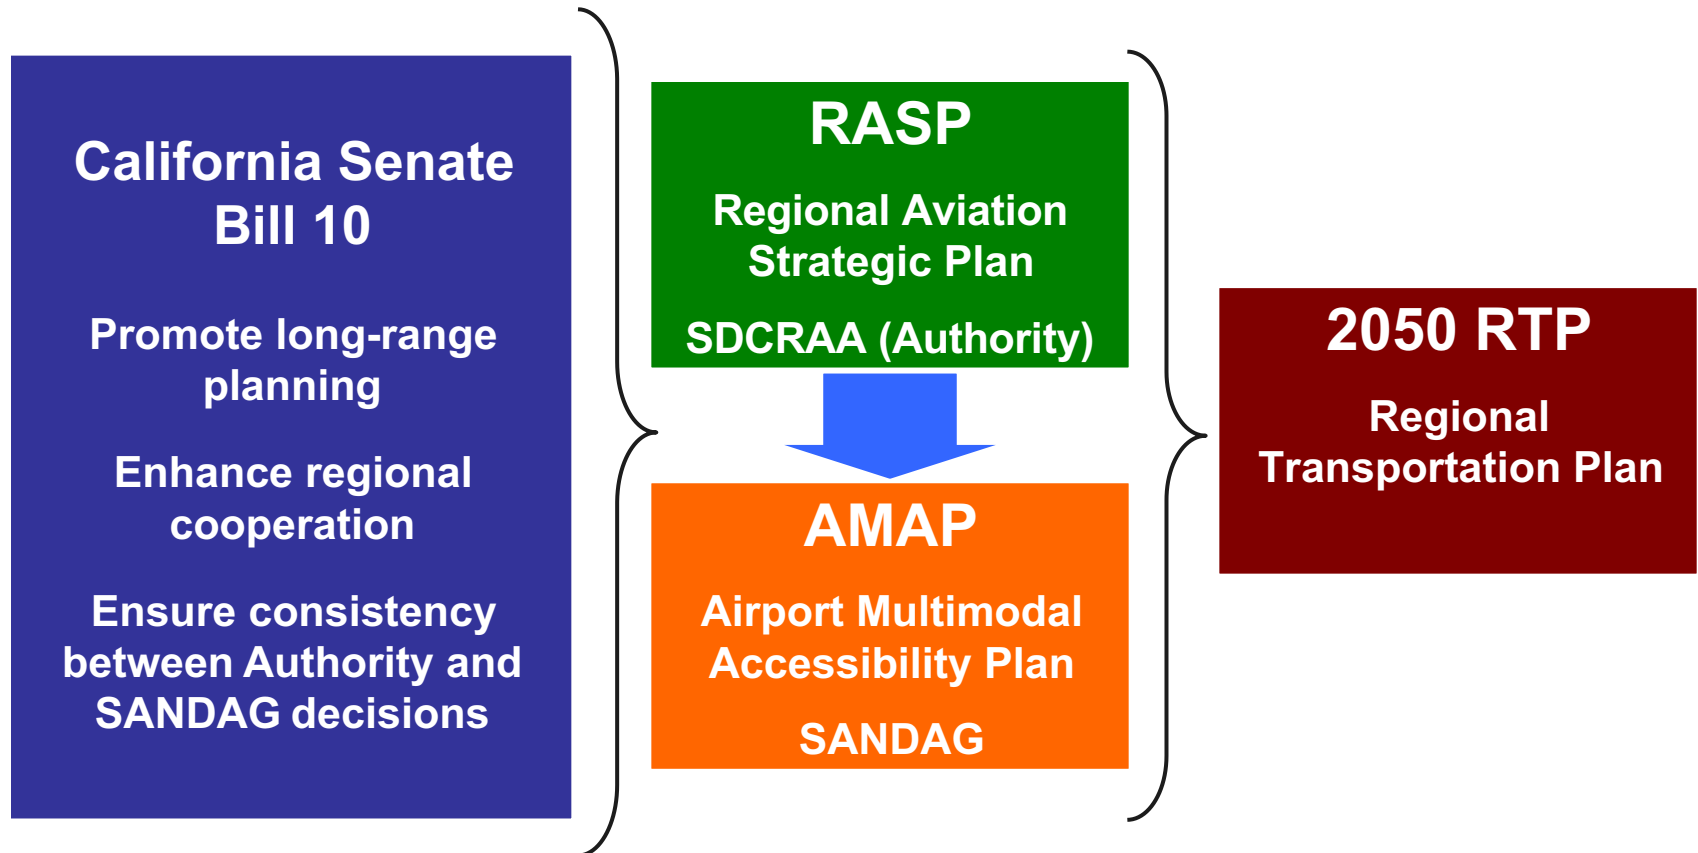 California Senate
Bill 10
Promote long-range
planning
Enhance regional
cooperation
Ensure consistency
between Authority and
SANDAG decisions
RASP
Regional Aviation
Strategic Plan
SDCRAA (Authority)
AMAP
Airport Multimodal
Accessibility Plan
SANDAG
2050 RTP
Regional
Transportation Plan